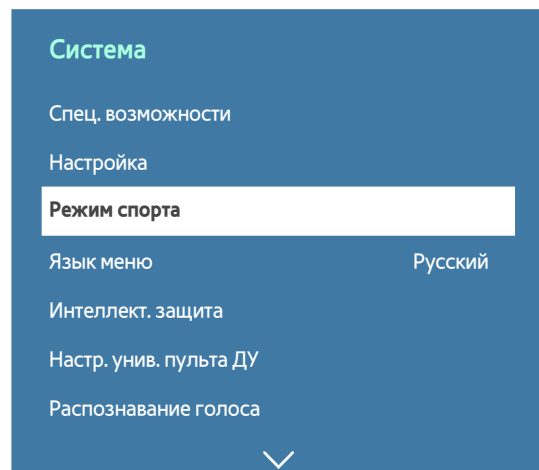 Система
Спец. возможности
Настройка
Режим спорта
Язык меню Русский
Интеллект. защита
Настр. унив. пульта ДУ
Распознавание голоса